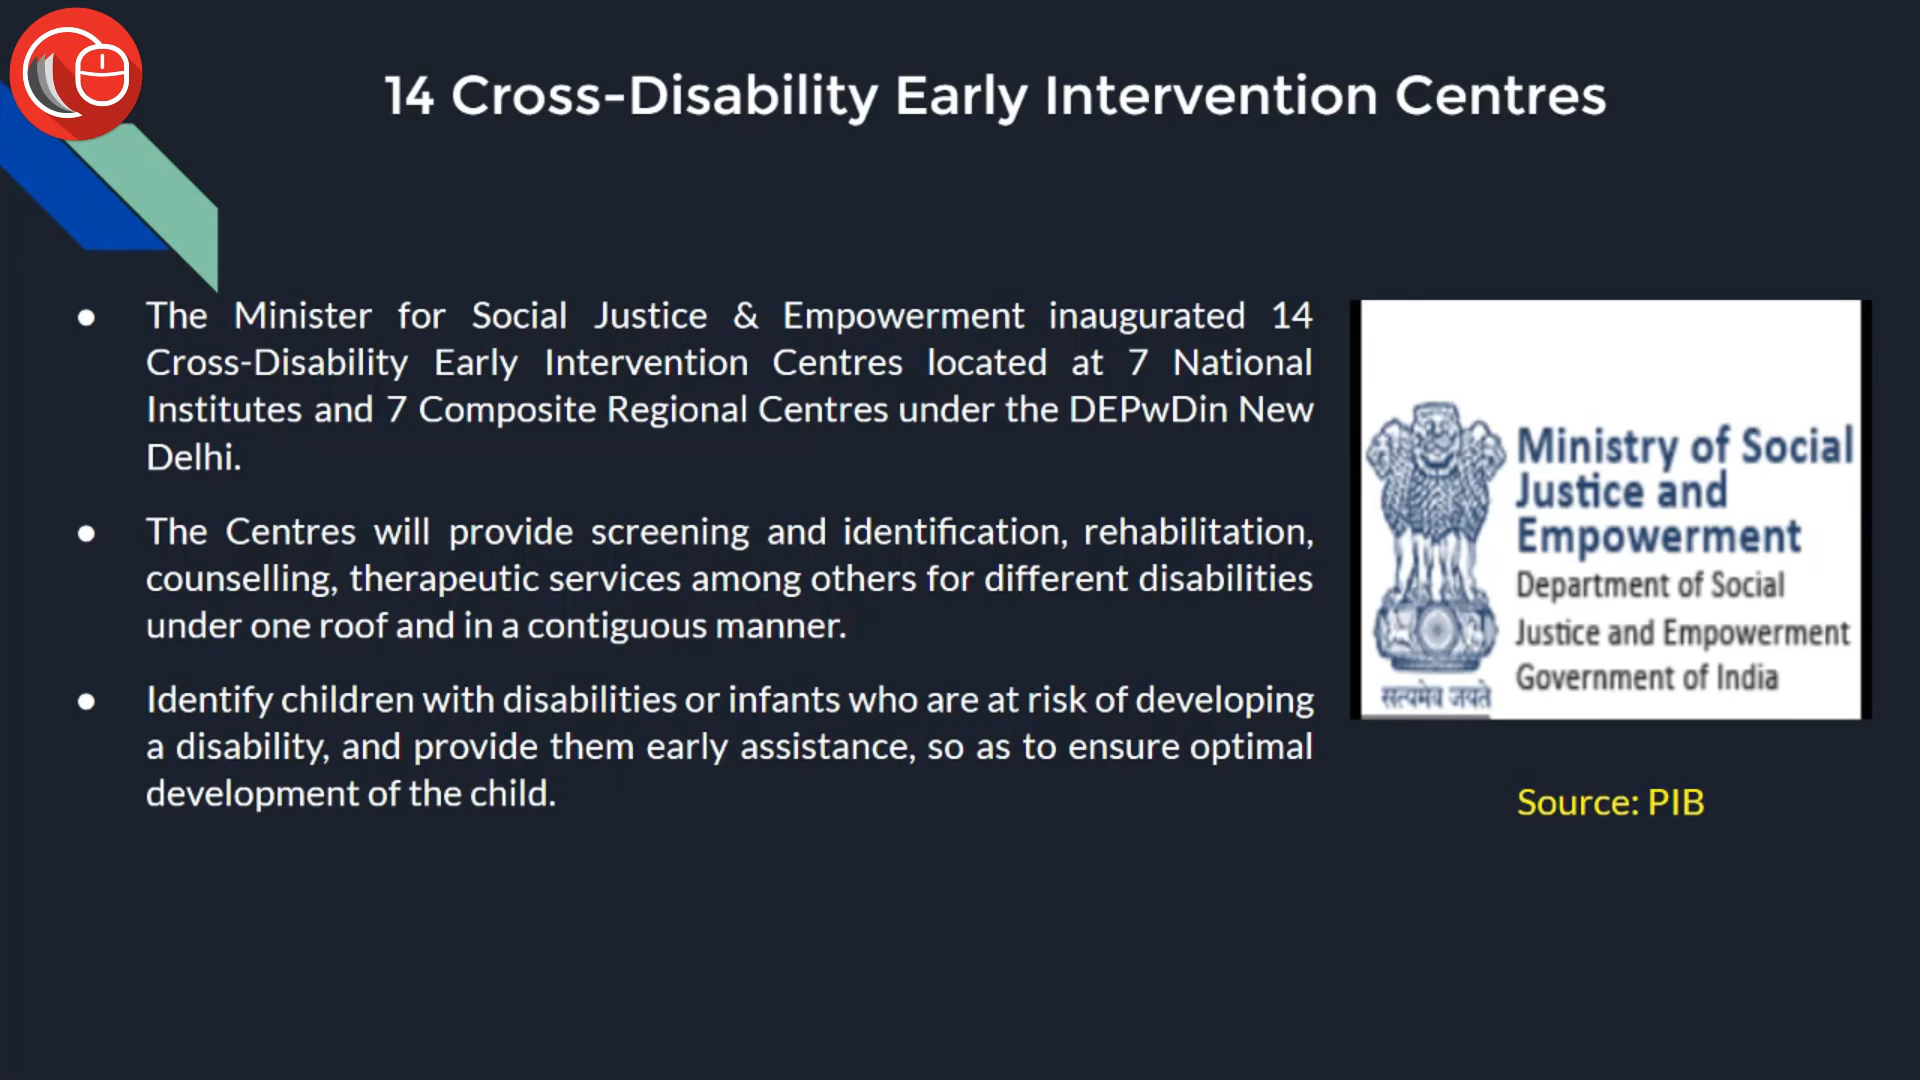 14 Cross-Disability Early Intervention Centres
● The Minister for Social Justice & Empowerment inaugurated 14
Cross-Disability Early Intervention Centres located at 7 National
Institutes and 7 Composite Regional Centres under the DEPwDin New
Delhi.
● The Centres will provide screening and identification, rehabilitation,
counselling, therapeutic services among others for different disabilities
under one roof and in a contiguous manner.
● Identify children with disabilities or infants who are at risk of developing
a disability, and provide them early assistance, so as to ensure optimal
development of the child.
Ministry of Social
Justice and
Empowerment
Department of Social
Justice and Empowerment
Government of India
सत्यमेव जयते
Source: PIB